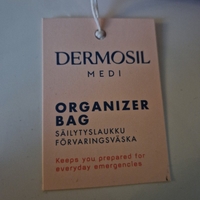 DERMOSIL
MEDI
ORGANIZER
BAG
SÄILYTYSLAUKKU
FÖRVARINGSVÄSKA
Keeps you prepared for
everyday emergencies